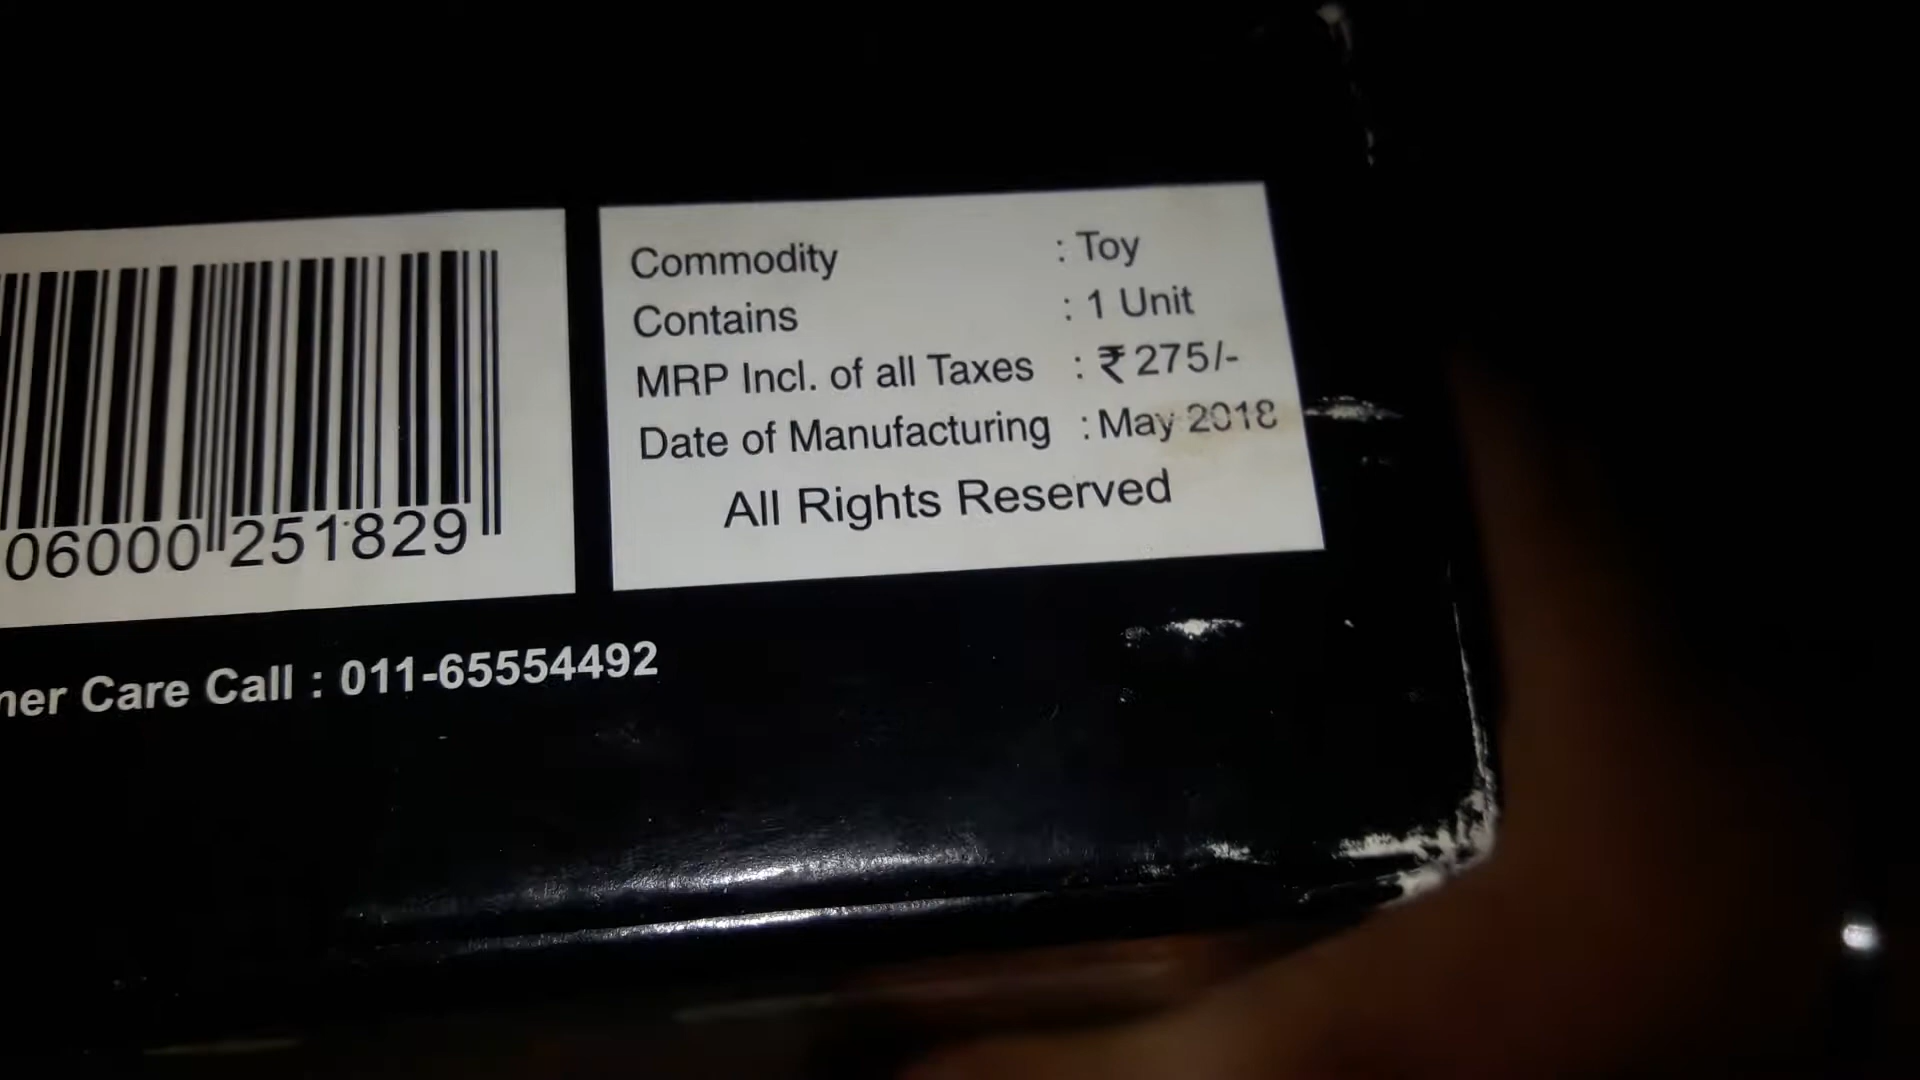 Commodity : Toy
Contains : 1 Unit
MRP Incl. of all Taxes : ₹ 275/-
Date of Manufacturing : May 2018
All Rights Reserved
06000 251829
Care Call : 011-65554492